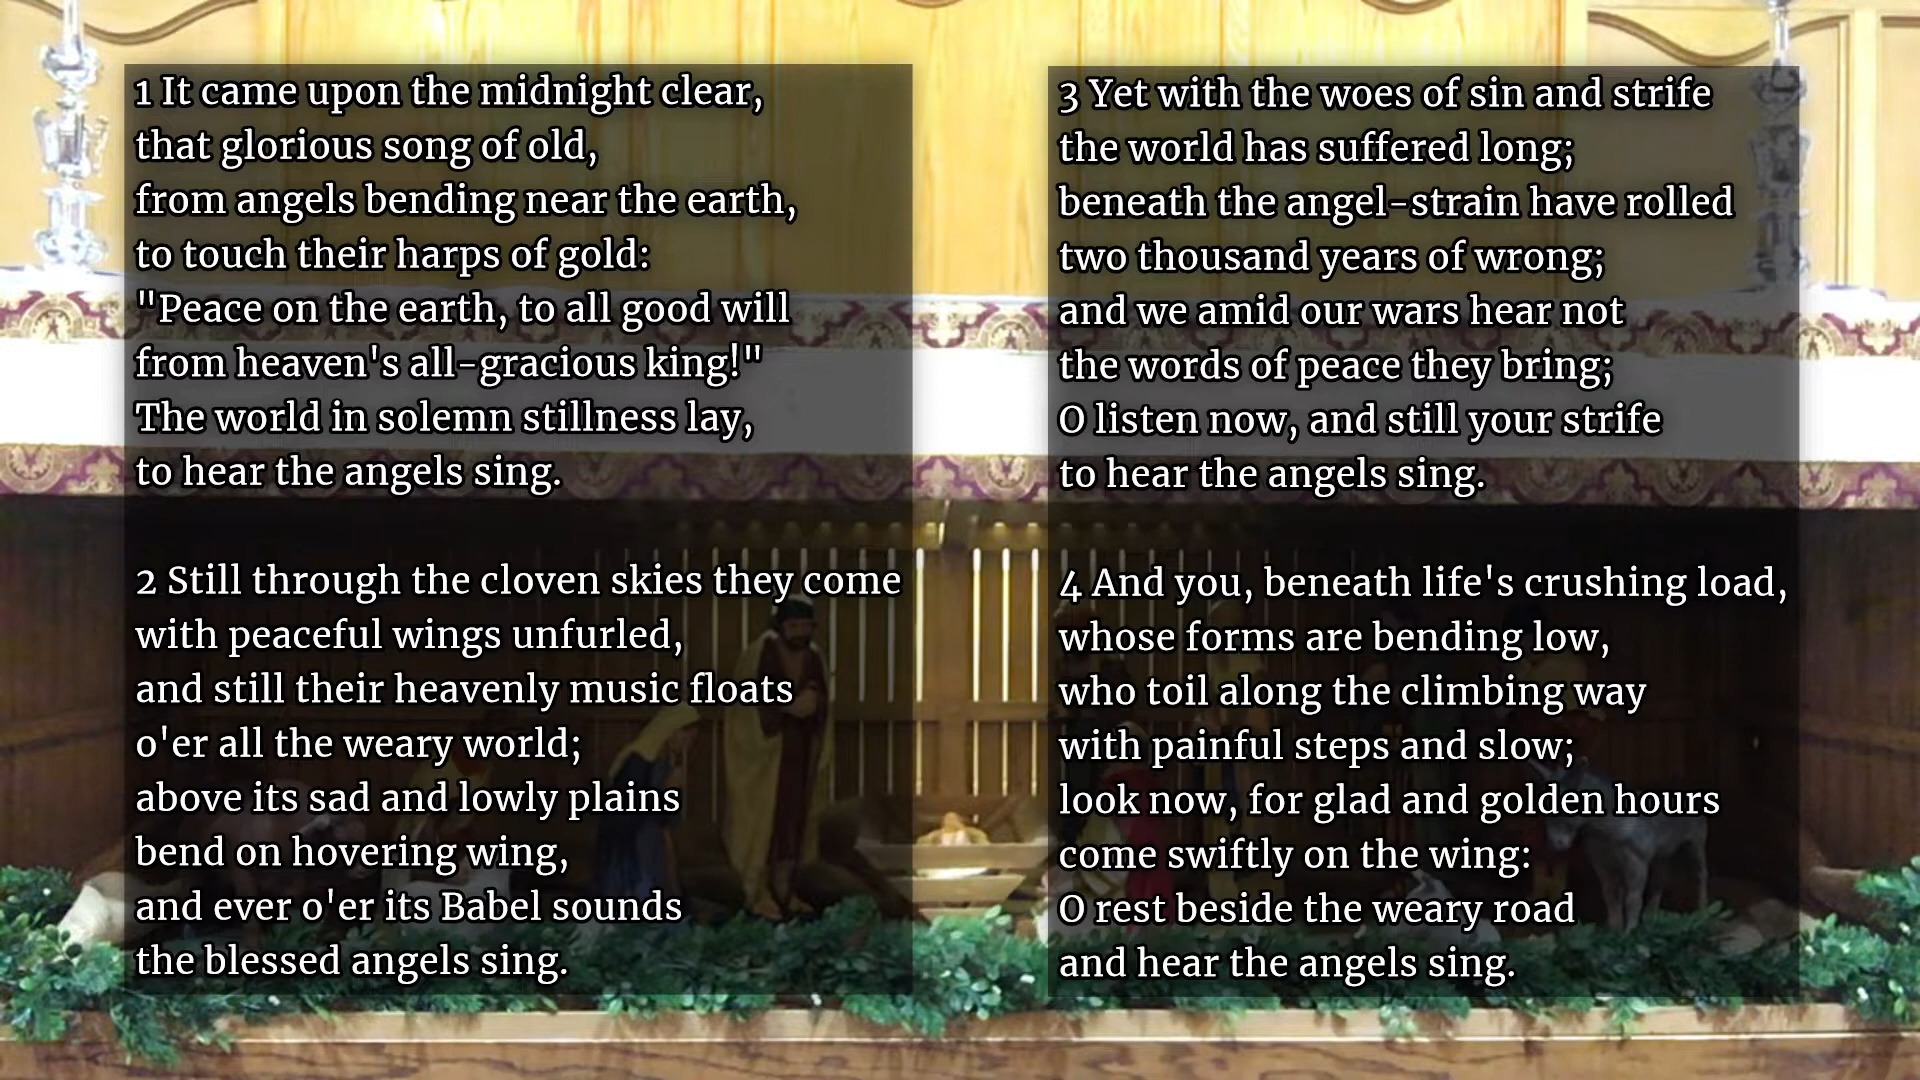 1 It came upon the midnight clear,
that glorious song of old,
from angels bending near the earth,
to touch their harps of gold:
"Peace on the earth, to all good will
from heaven's all-gracious king!"
The world in solemn stillness lay,
to hear the angels sing.
2 Still through the cloven skies they come
with peaceful wings unfurled,
and still their heavenly music floats
o'er all the weary world;
above its sad and lowly plains
bend on hovering wing,
and ever o'er its Babel sounds
the blessed angels sing.
3 Yet with the woes of sin and strife
the world has suffered long;
beneath the angel-strain have rolled
two thousand years of wrong;
and we amid our wars hear not
the words of peace they bring;
O listen now, and still your strife
to hear the angels sing.
4 And you, beneath life's crushing load,
whose forms are bending low,
who toil along the climbing way
with painful steps and slow;
look now, for glad and golden hours
come swiftly on the wing:
O rest beside the weary road
and hear the angels sing.